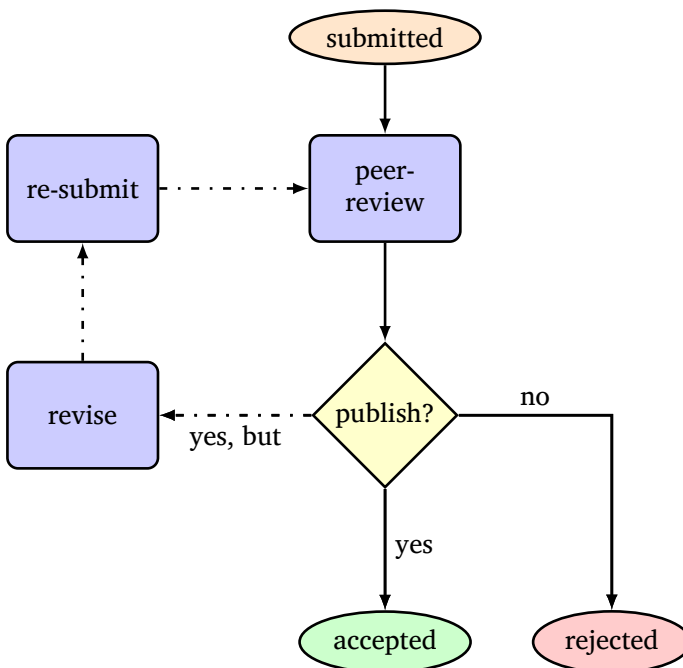 submitted
re-submit
peer-
review
revise
publish?
no
yes, but
yes
accepted
rejected